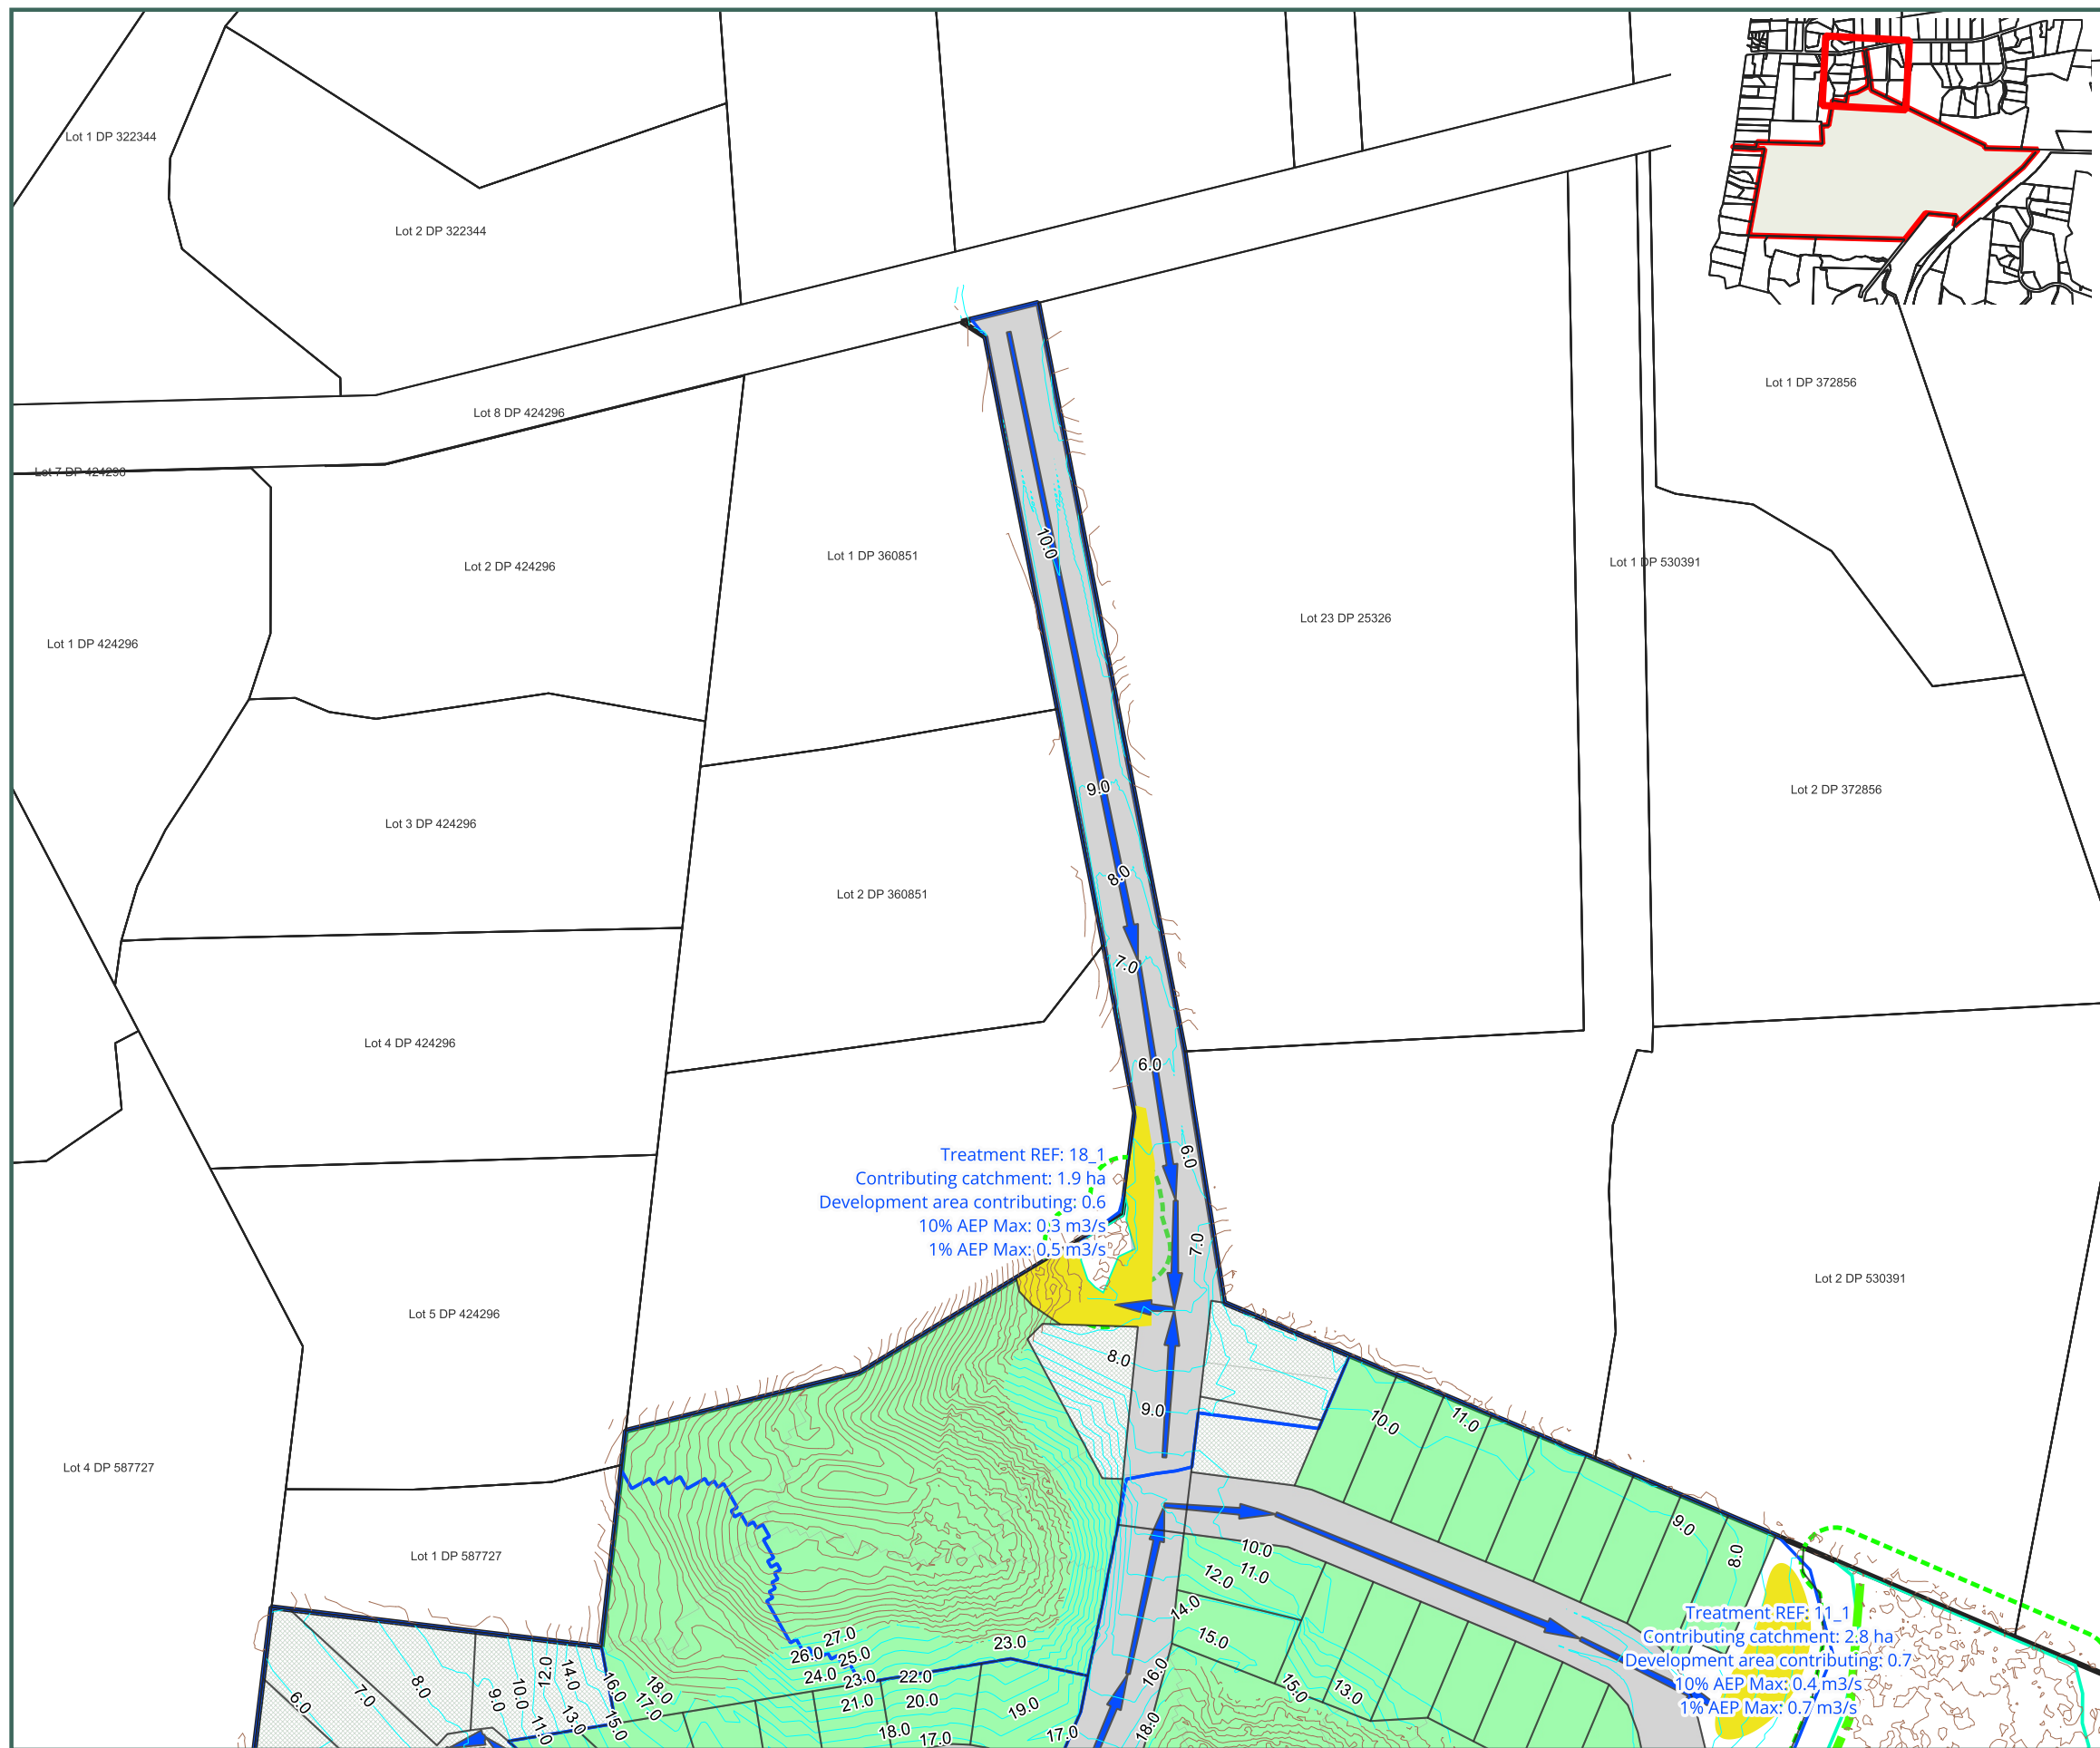 Lot 1 DP 322344
Lot 2 DP 322344
Lot 1 DP 372856
Lot 8 DP 424296
Lot 7 DP 424296
10.0
Lot 1 DP 360851
Lot 2 DP 424296
Lot 1 DP 530391
Lot 23 DP 25326
Lot 1 DP 424296
9.0
Lot 2 DP 372856
Lot 3 DP 424296
8.0
Lot 2 DP 360851
7.0
Lot 4 DP 424296
6.0
Treatment REF: 18_1
Contributing catchment: 1.9 ha
Development area contributing: 0.6
10% AEP Max: 0.3 m3/s
1% AEP Max: 0.5 m3/s
6.0
7.0
Lot 2 DP 530391
Lot 5 DP 424296
8.0
9.0
10.0
11.0
Lot 4 DP 587727
9.0
8.0
Lot 1 DP 587727
10.0
11.0
12.0
14.0
15.0
Treatment REF: 11_1
Contributing catchment: 2.8 ha
Development area contributing: 0.7
10% AEP Max: 0.4 m3/s
1% AEP Max: 0.7 m3/s
27.0
26.0
25.0
24.0
23.0
22.0
23.0
21.0
20.0
19.0
18.0
17.0
17.0
16.0
18.0
15.0
13.0
6.0
7.0
8.0
9.0
10.0
11.0
12.0
13.0
14.0
15.0
16.0
17.0
18.0